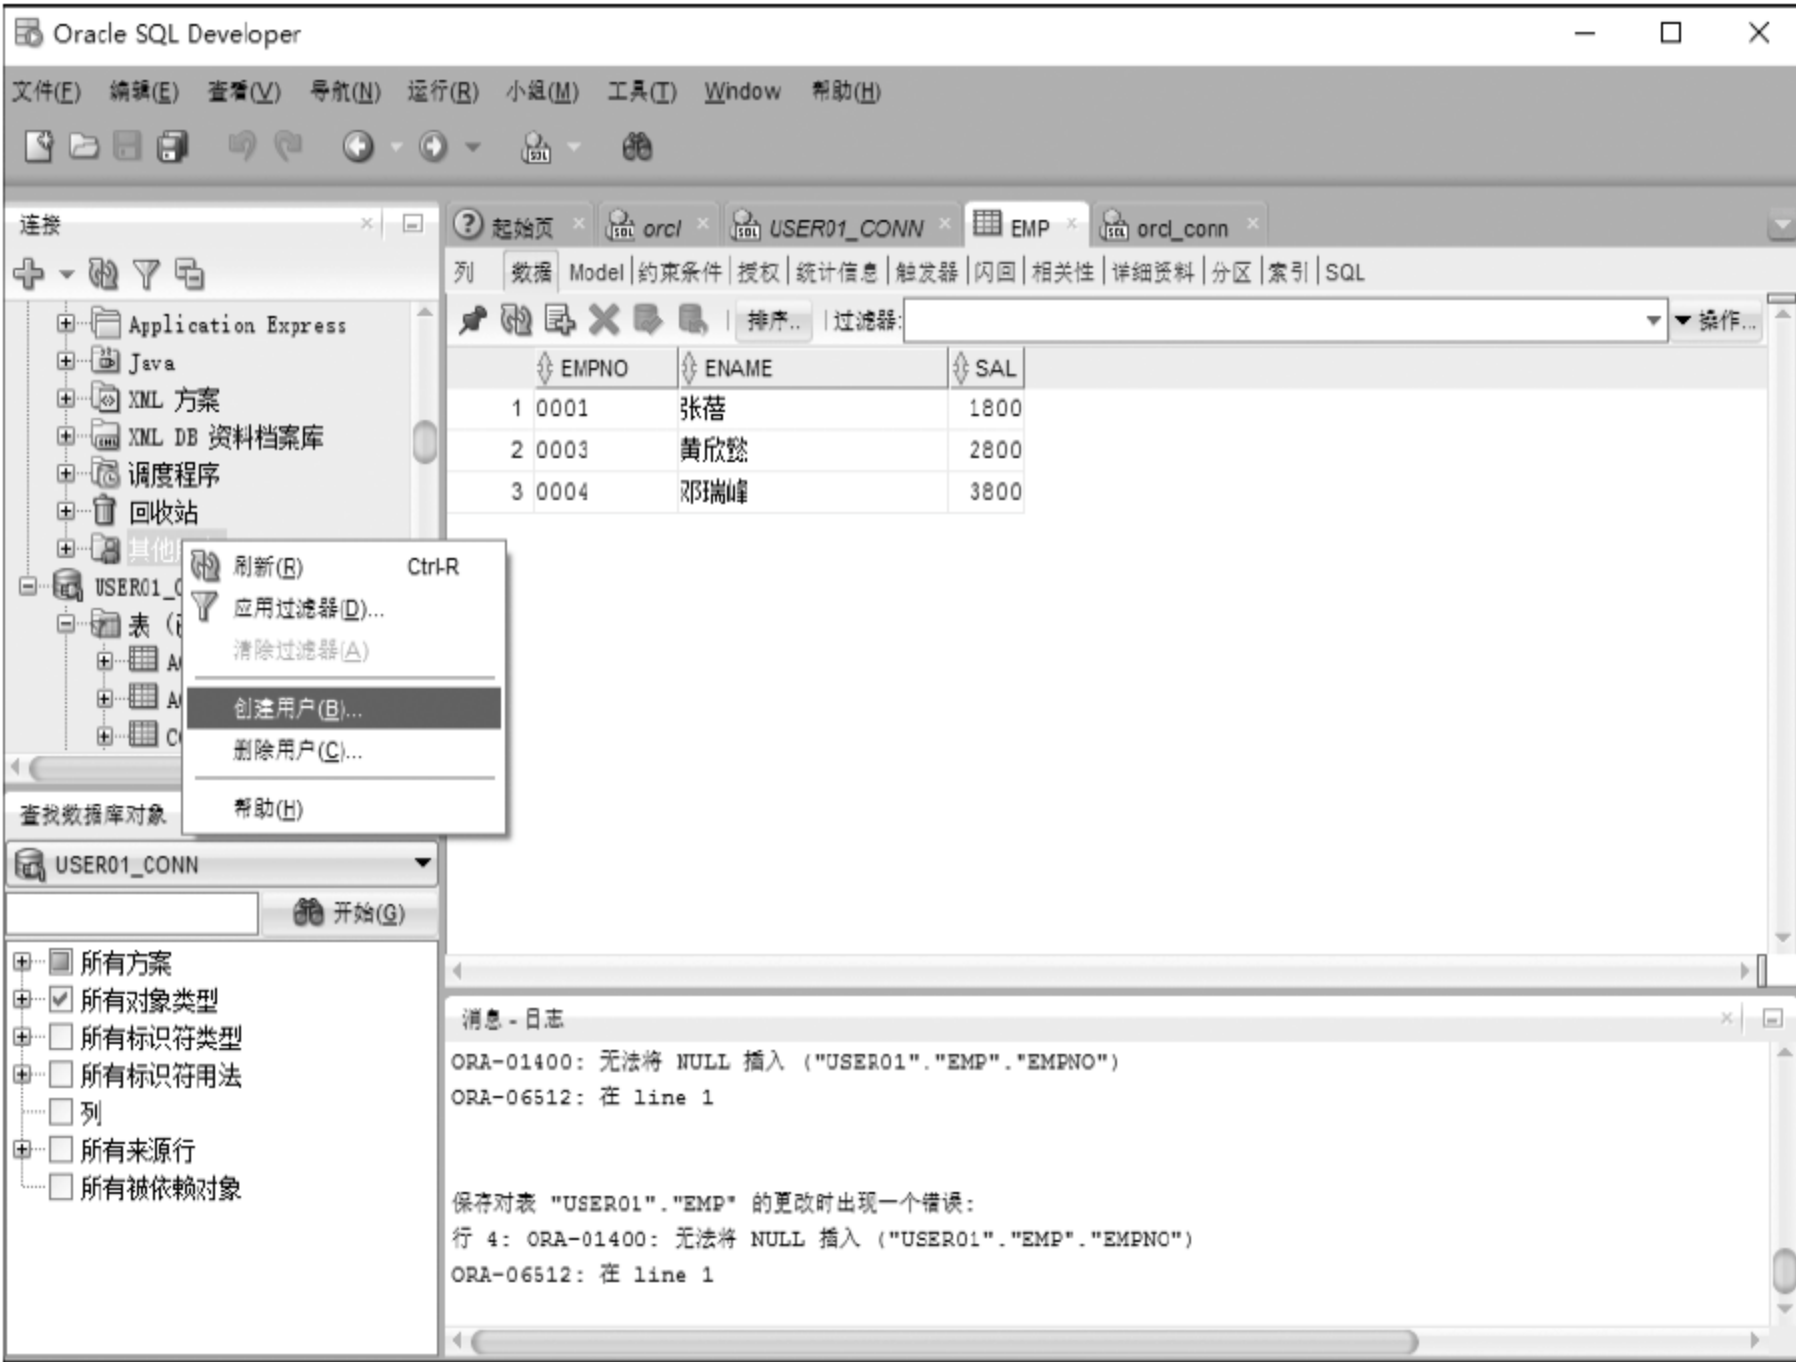 Oracle SQL Developer
文件(F) 编辑(E) 查看(V) 导航(N) 运行(R) 小组(M) 工具(T) Window 帮助(H)
连接
Application Express
Java
XML 方案
XML DB 资料档案库
调度程序
回收站
其他
USER01_C
表
A
A
C
刷新(R) Ctrl-R
应用过滤器(D)...
清除过滤器(A)
创建用户(B)...
删除用户(C)...
帮助(H)
查找数据库对象
USER01_CONN
开始(G)
所有方案
所有对象类型
所有标识符类型
所有标识符用法
列
所有来源行
所有被依赖对象
起始页 orcl USER01_CONN EMP orcl_conn
列 数据 Model 约束条件 授权 统计信息 触发器 闪回 相关性 详细资料 分区 索引 SQL
排序.. 过滤器: 操作...
EMPNO ENAME SAL
1 0001 张蓓 1800
2 0003 黄欣懿 2800
3 0004 邓瑞峰 3800
消息 - 日志
ORA-01400: 无法将 NULL 插入 ("USER01"."EMP"."EMPNO")
ORA-06512: 在 line 1
保存对表 "USER01"."EMP" 的更改时出现一个错误:
行 4: ORA-01400: 无法将 NULL 插入 ("USER01"."EMP"."EMPNO")
ORA-06512: 在 line 1